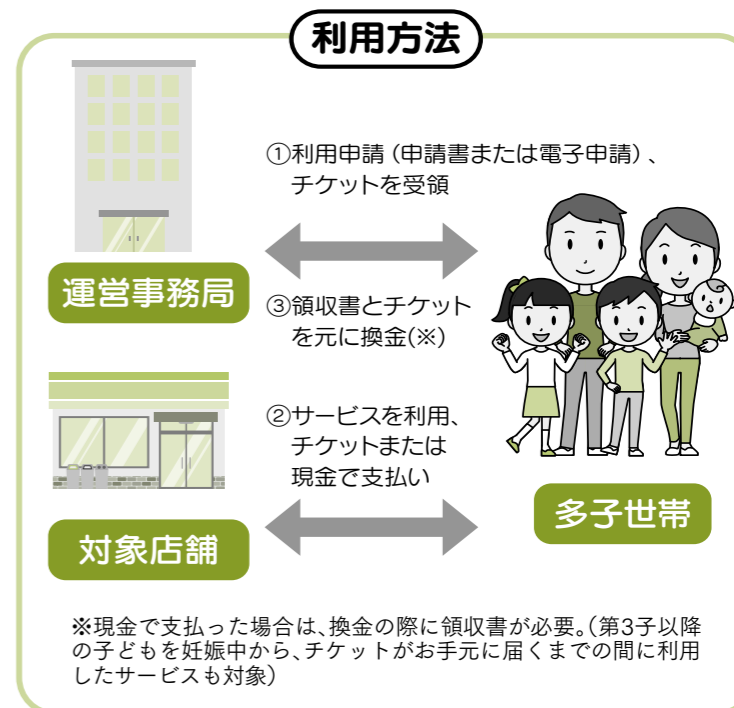 利用方法
①利用申請（申請書または電子申請）、
チケットを受領
運営事務局
③領収書とチケット
を元に換金(※)
②サービスを利用、
チケットまたは
現金で支払い
多子世帯
対象店舗
※現金で支払った場合は、換金の際に領収書が必要。（第3子以降
の子どもを妊娠中から、チケットがお手元に届くまでの間に利用
したサービスも対象）